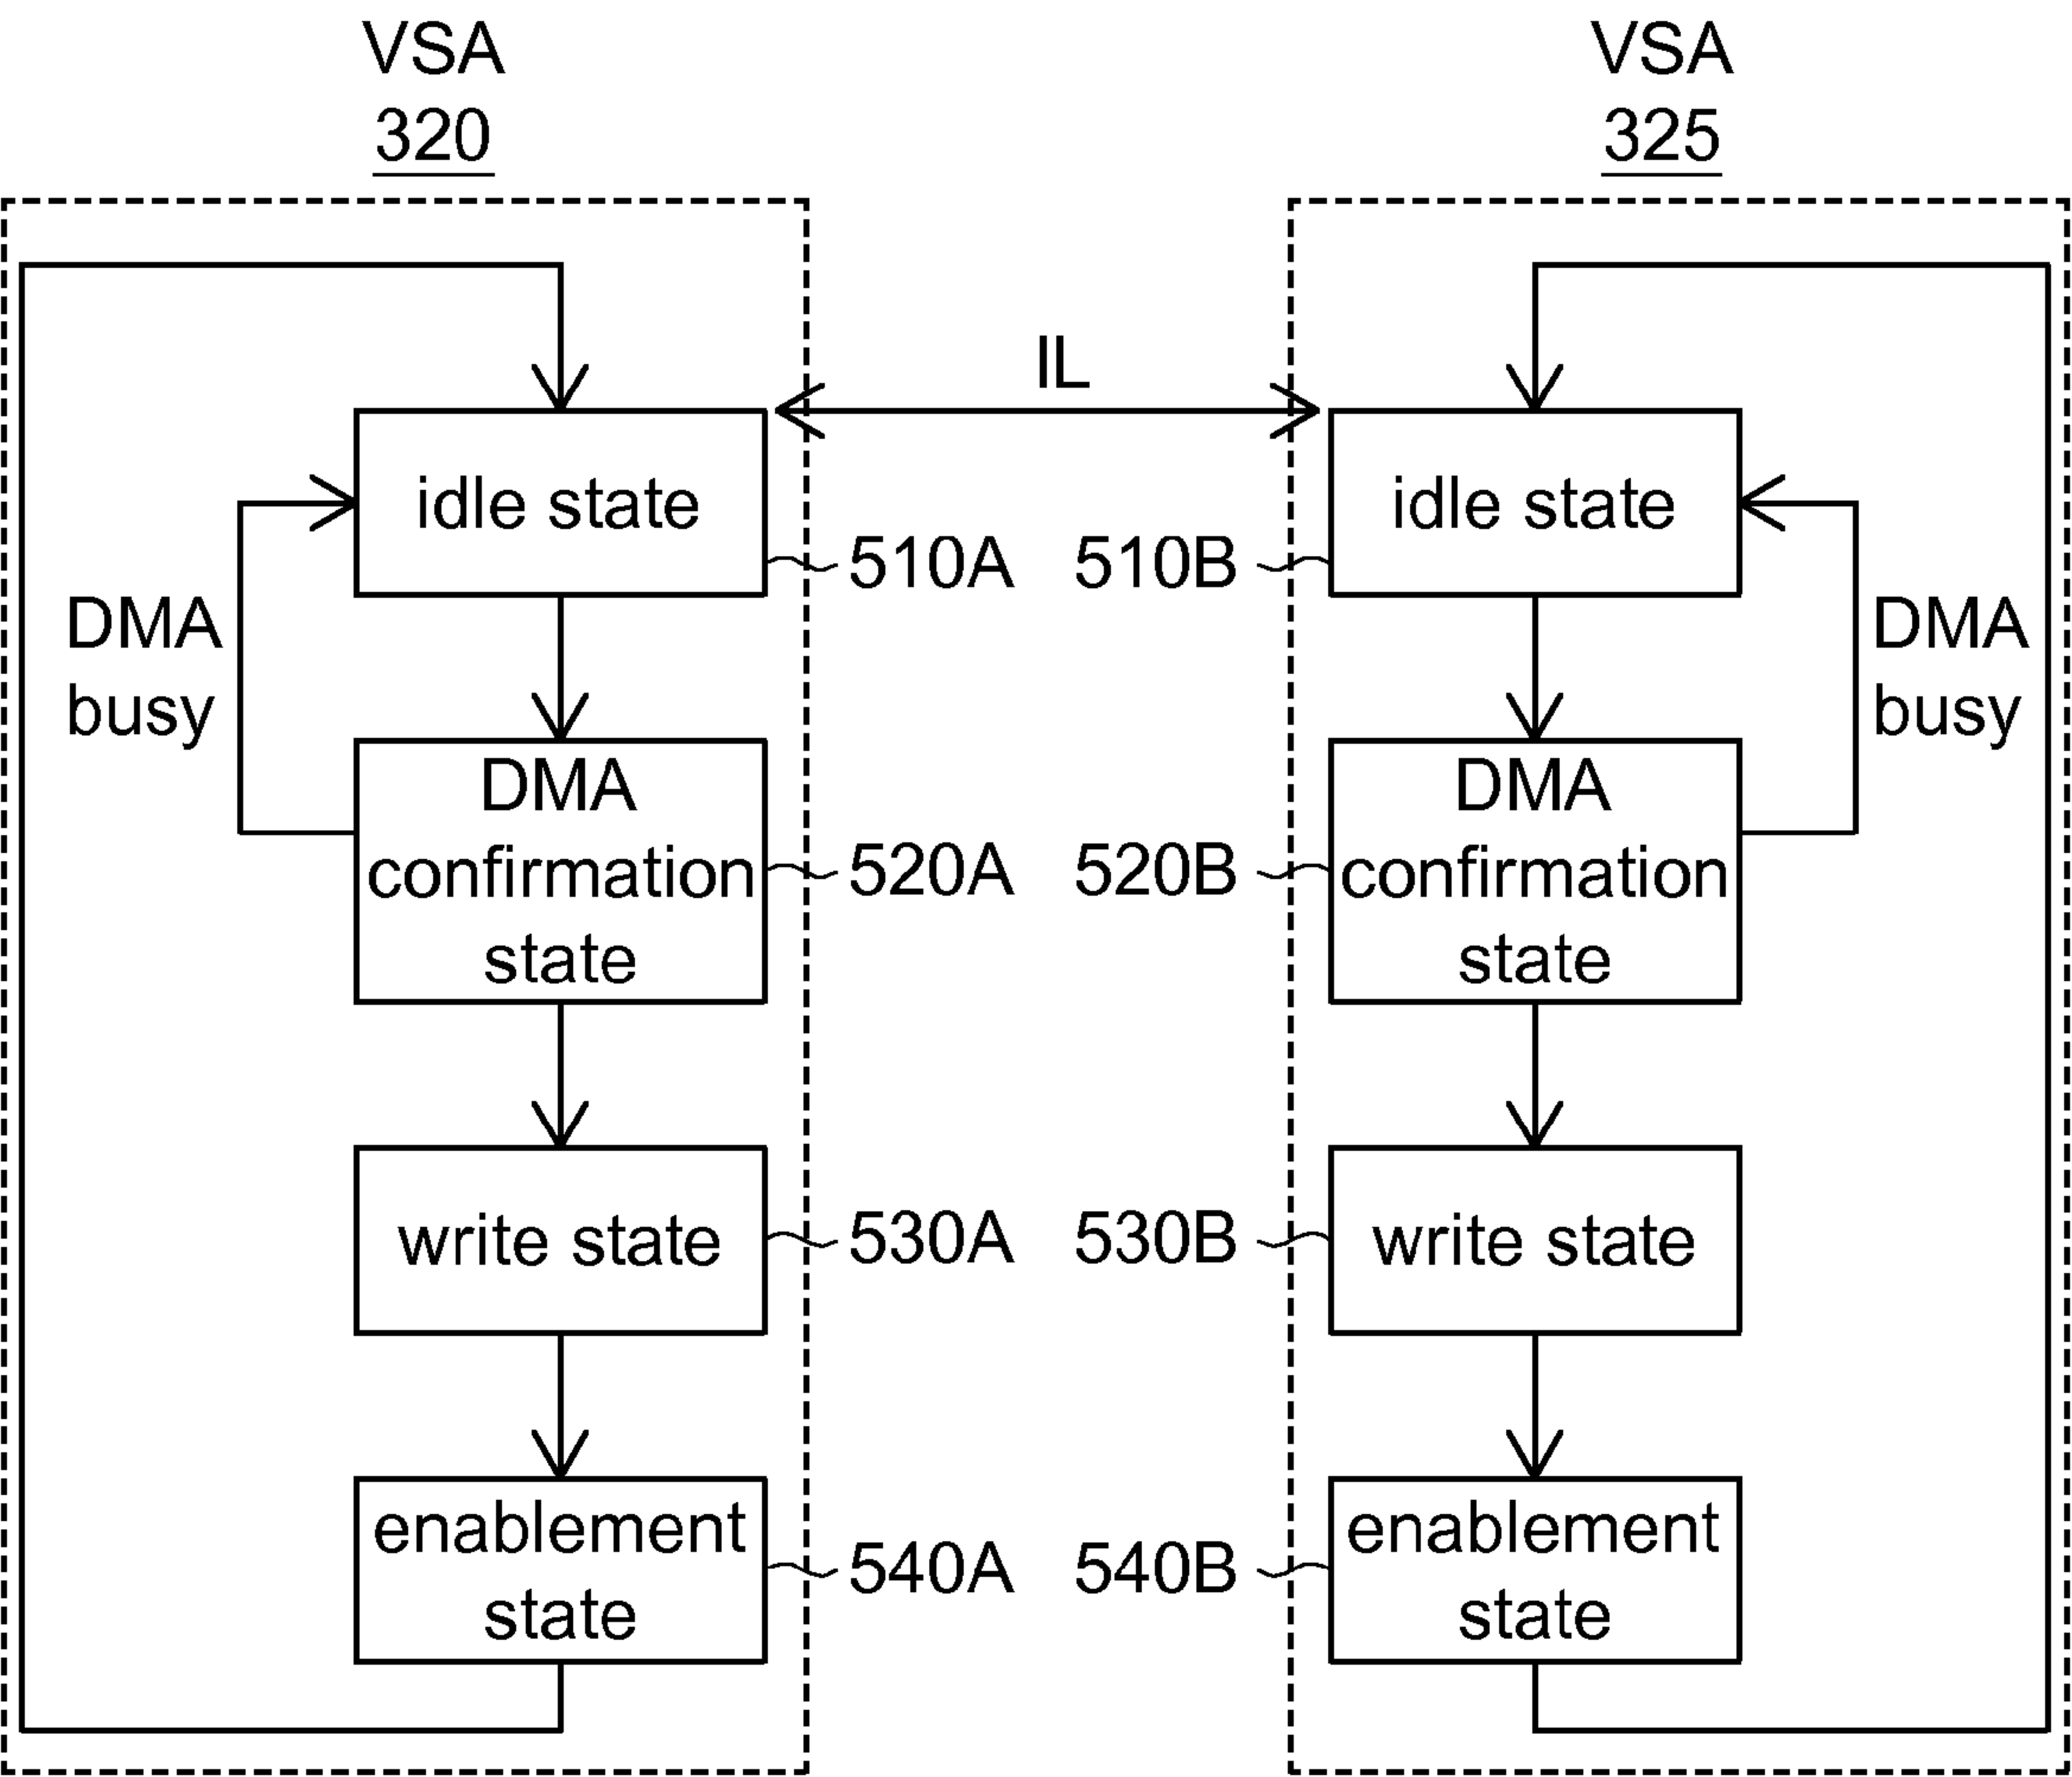 VSA
320
VSA
325
IL
idle state
510A
510B
idle state
DMA
busy
DMA
busy
DMA
confirmation
state
520A
520B
DMA
confirmation
state
write state
530A
530B
write state
enablement
state
540A
540B
enablement
state